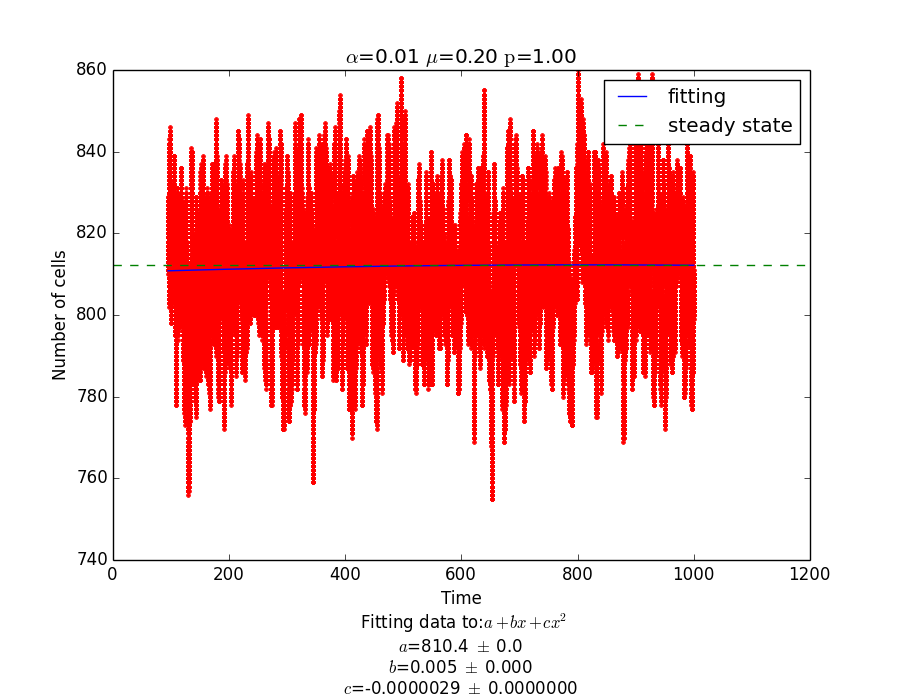 α=0.01 μ=0.20 p=1.00
860
840
820
800
780
760
740
Number of cells
fitting
steady state
0 200 400 600 800 1000 1200
Time
Fitting data to:a+bx+cx²
a=810.4 ± 0.0
b=0.005 ± 0.000
c=-0.0000029 ± 0.0000000